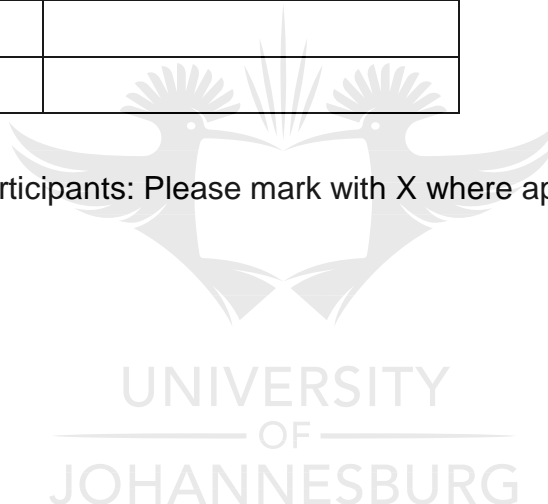 rticipants: Please mark with X where ap
UNIVERSITY
OF
JOHANNESBURG